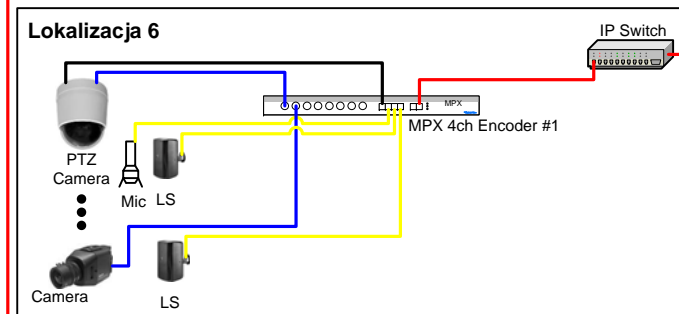 Lokalizacja 6
IP Switch
MPX
MPX 4ch Encoder #1
PTZ
Camera
Mic
LS
Camera
LS